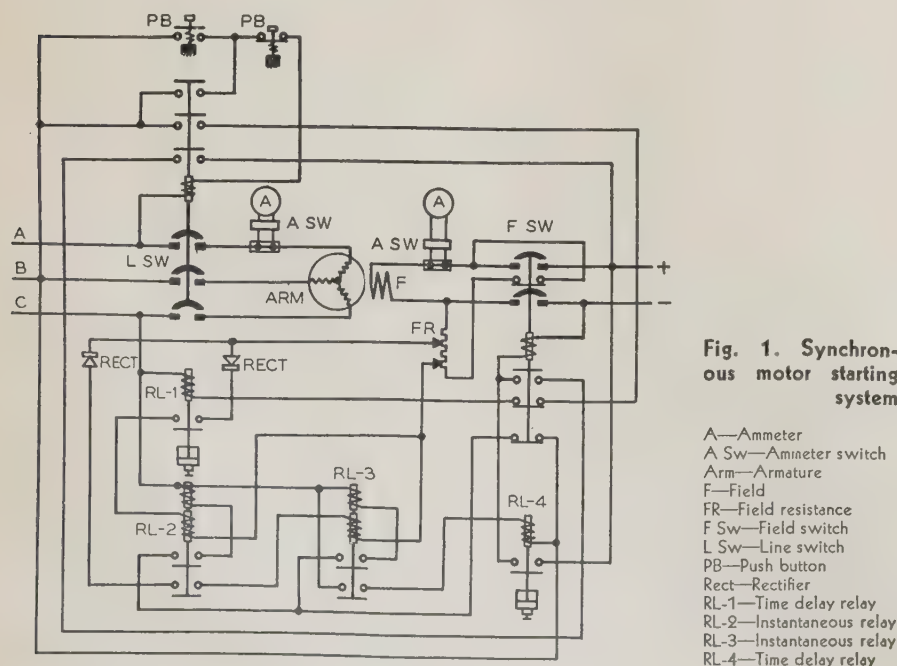 PB
PB
A
A SW
A
L SW
A SW
F SW
+
B
ARM
F
−
C
FR
RECT
RECT
RL-1
RL-3
RL-2
RL-4
Fig. 1. Synchron-
ous motor starting
system
A—Ammeter
A Sw—Ammeter switch
Arm—Armature
F—Field
FR—Field resistance
F Sw—Field switch
L Sw—Line switch
PB—Push button
Rect—Rectifier
RL-1—Time delay relay
RL-2—Instantaneous relay
RL-3—Instantaneous relay
RL-4—Time delay relay